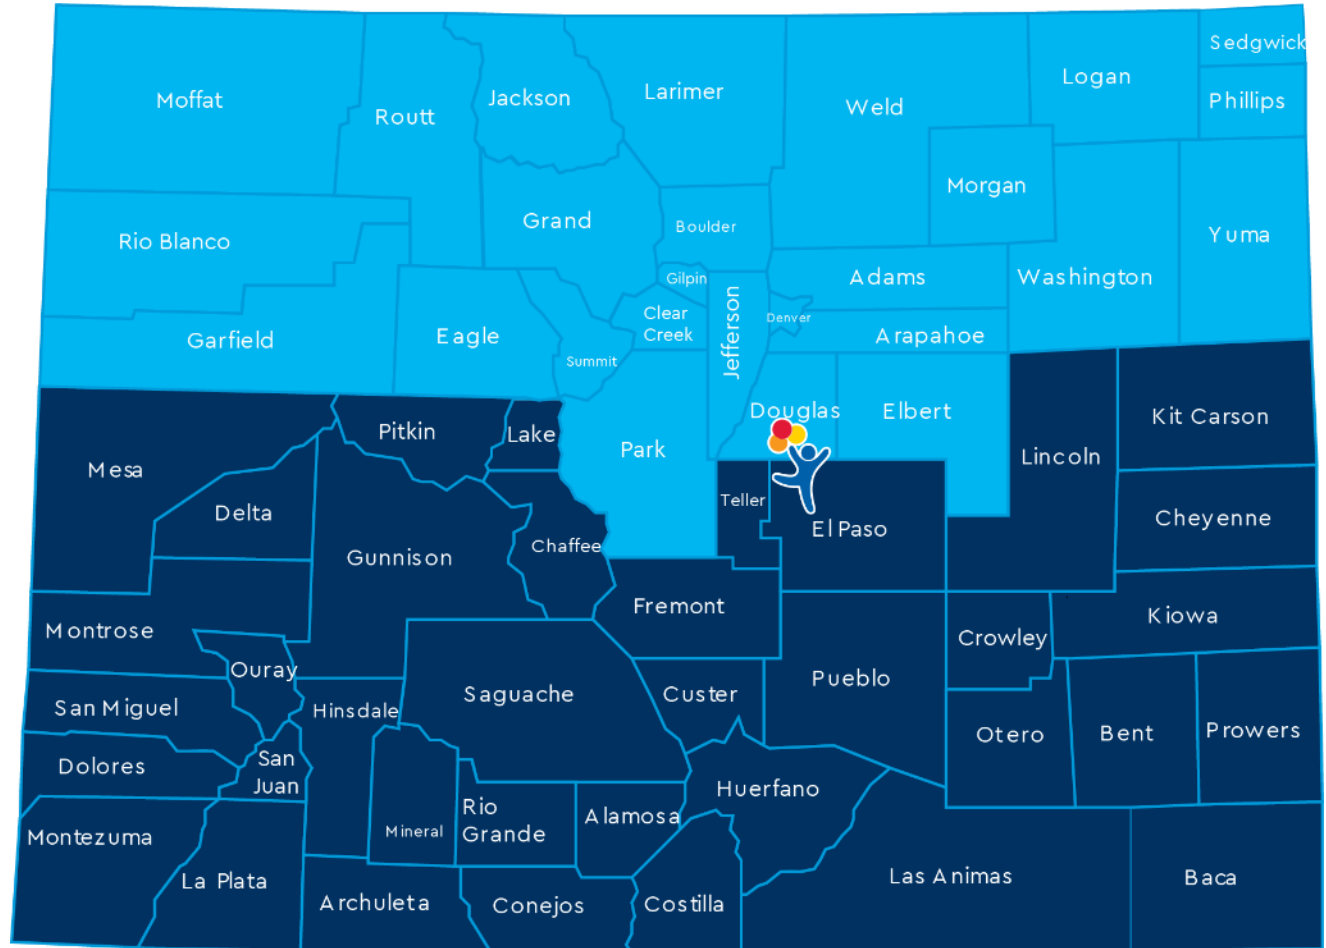 Sedgwick
Logan
Moffat
Jackson
Larimer
Weld
Phillips
Routt
Morgan
Grand
Boulder
Yuma
Rio Blanco
Gilpin
Adams
Washington
Jefferson
Clear
Creek
Denver
Garfield
Eagle
Arapahoe
Summit
Douglas
Elbert
Kit Carson
Pitkin
Lake
Park
Lincoln
Mesa
Teller
Delta
El Paso
Cheyenne
Gunnison
Chaffee
Fremont
Kiowa
Montrose
Crowley
Ouray
Pueblo
Saguache
Custer
San Miguel
Hinsdale
Otero
Bent
Prowers
Dolores
San
Juan
Huerfano
Rio
Grande
Alamosa
Mineral
Montezuma
La Plata
Las Animas
Baca
Archuleta
Conejos
Costilla